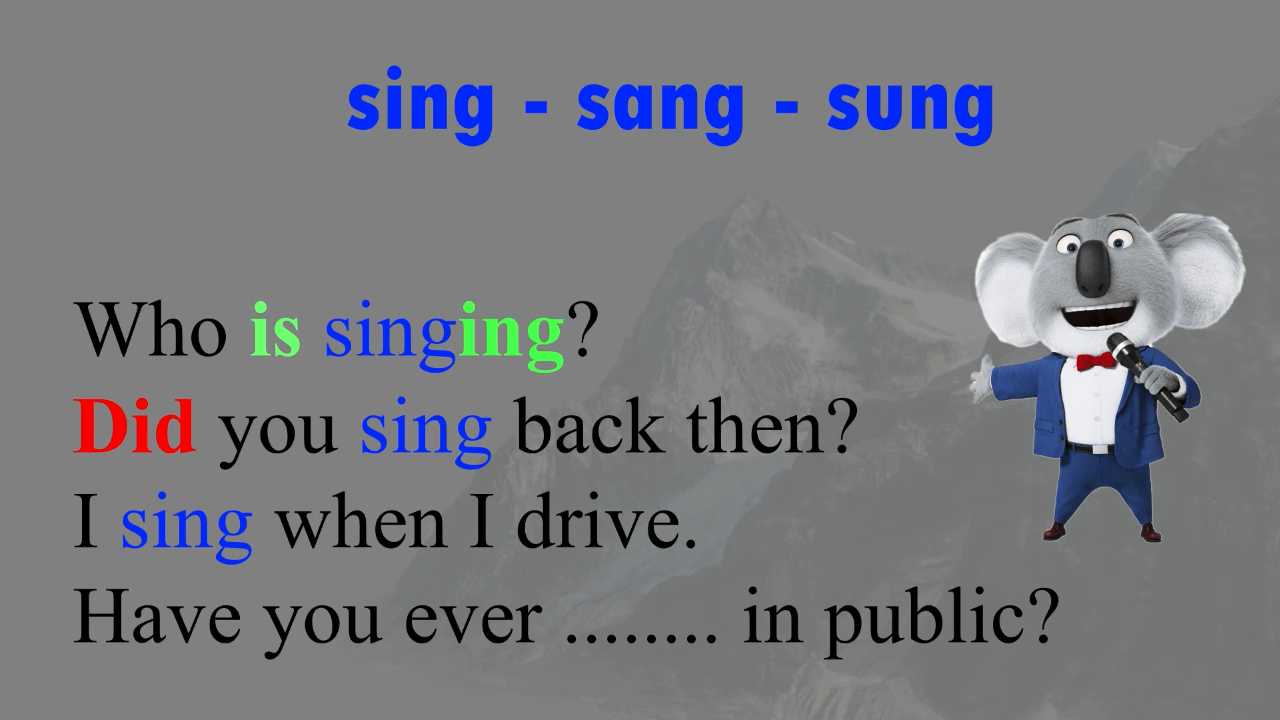 sing - sang - sung
Who is singing?
Did you sing back then?
I sing when I drive.
Have you ever ........ in public?